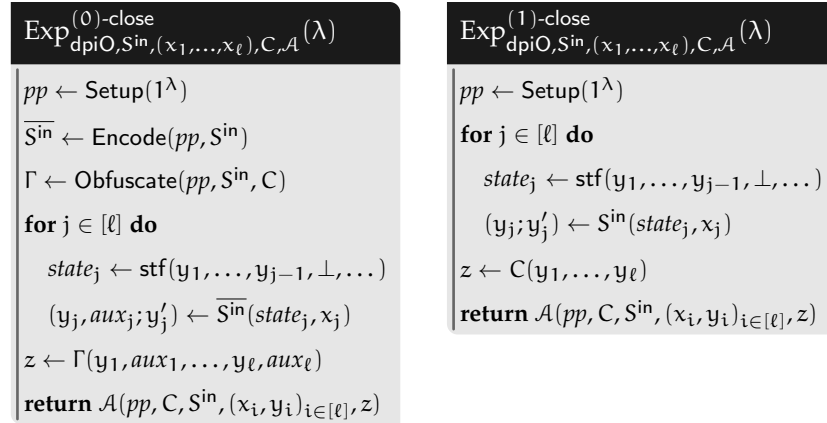 Exp^{(0)-close}_{dpiO,S^{in},(x_1,...,x_ℓ),C,𝒜}(λ)
pp ← Setup(1^λ)
\overline{S^{in}} ← Encode(pp, S^{in})
Γ ← Obfuscate(pp, S^{in}, C)
for j ∈ [ℓ] do
state_j ← stf(y_1, . . . , y_{j−1}, ⊥, . . .)
(y_j, aux_j; y′_j) ← \overline{S^{in}}(state_j, x_j)
z ← Γ(y_1, aux_1, . . . , y_ℓ, aux_ℓ)
return 𝒜(pp, C, S^{in}, (x_i, y_i)_{i∈[ℓ]}, z)
Exp^{(1)-close}_{dpiO,S^{in},(x_1,...,x_ℓ),C,𝒜}(λ)
pp ← Setup(1^λ)
for j ∈ [ℓ] do
state_j ← stf(y_1, . . . , y_{j−1}, ⊥, . . .)
(y_j; y′_j) ← S^{in}(state_j, x_j)
z ← C(y_1, . . . , y_ℓ)
return 𝒜(pp, C, S^{in}, (x_i, y_i)_{i∈[ℓ]}, z)